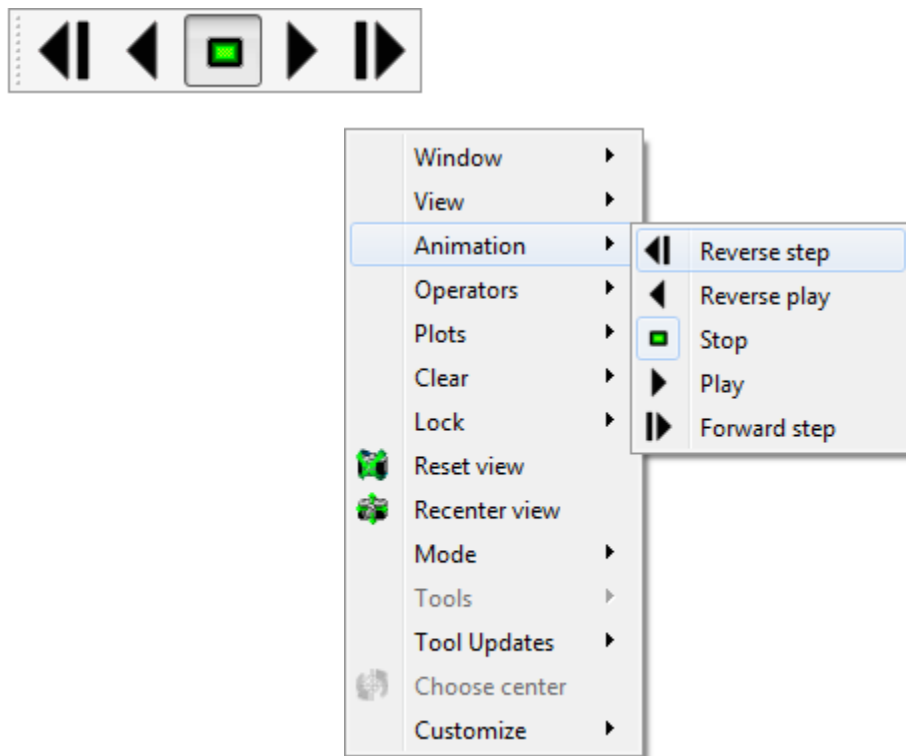 Window
View
Animation
Operators
Plots
Clear
Lock
Reset view
Recenter view
Mode
Tools
Tool Updates
Choose center
Customize
Reverse step
Reverse play
Stop
Play
Forward step